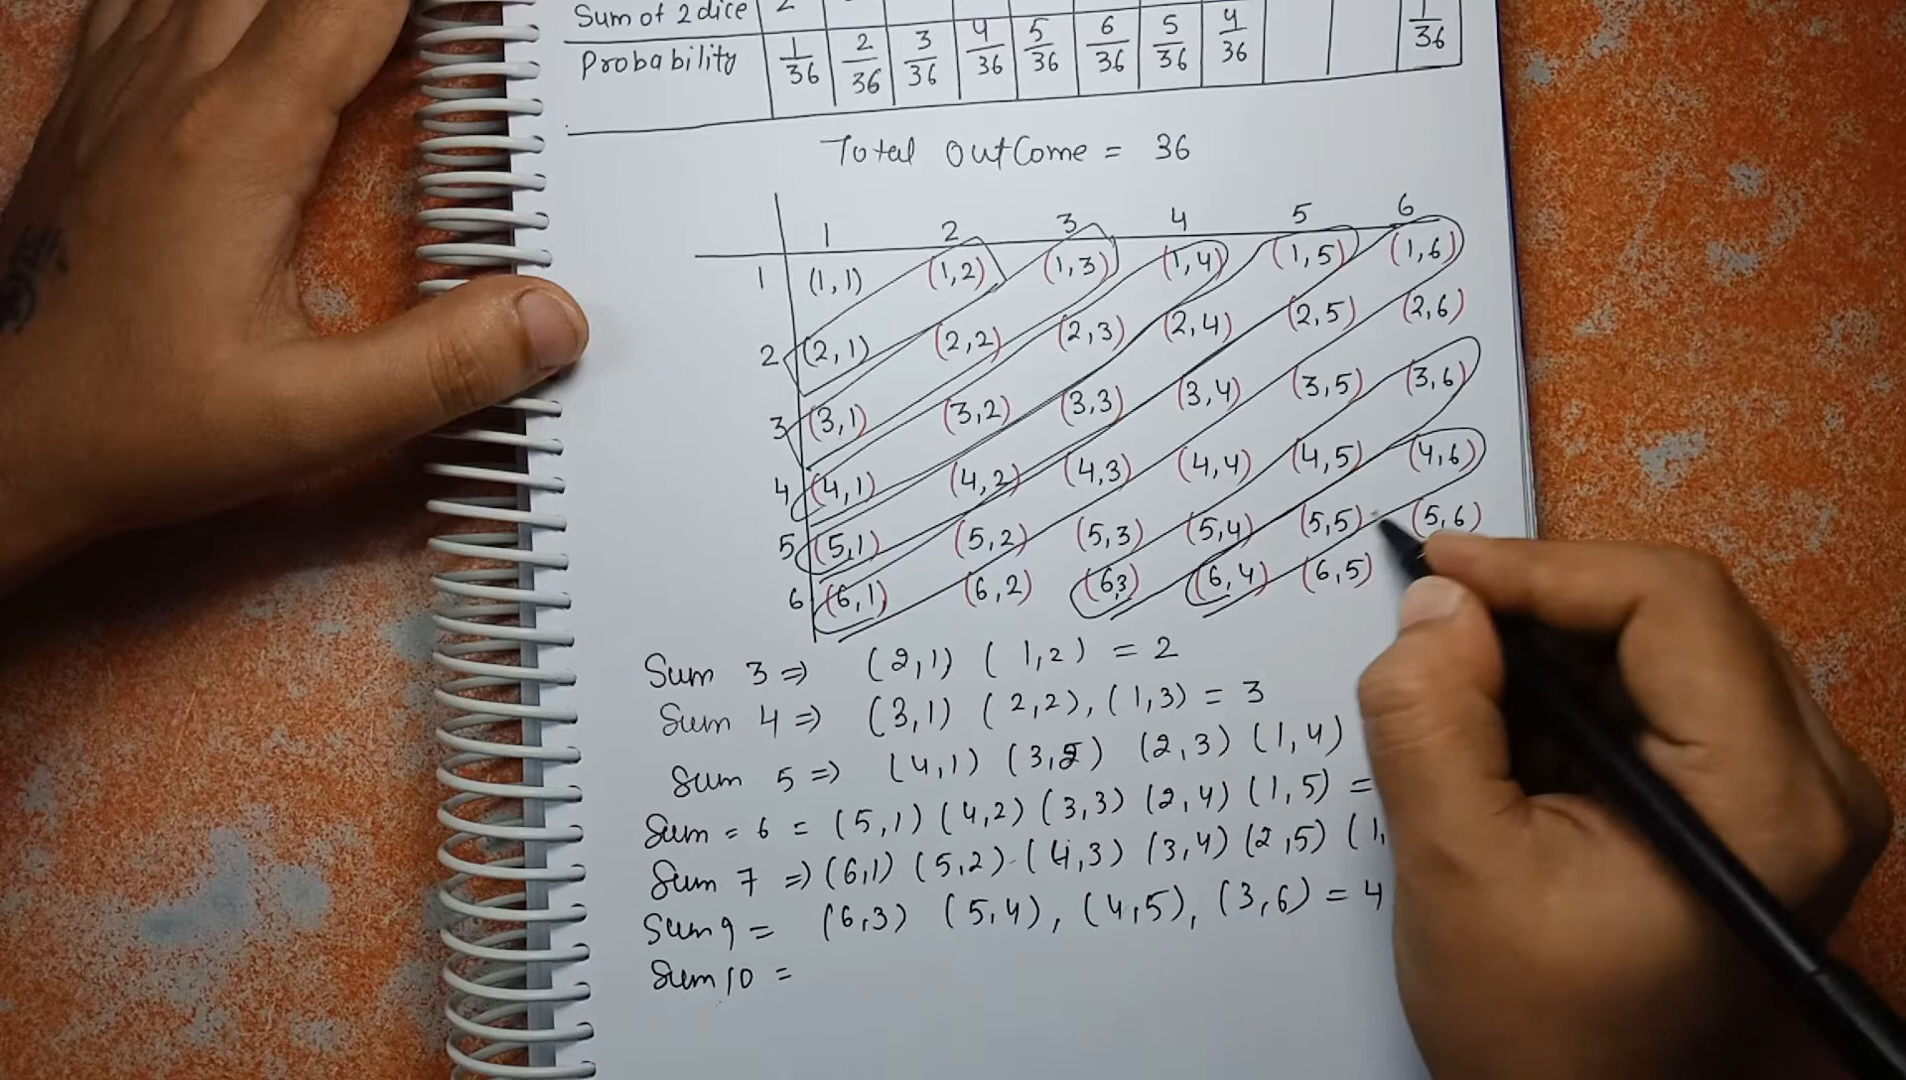 Sum of 2 dice 2
Probability 1/36 2/36 3/36 4/36 5/36 6/36 5/36 4/36 1/36
Total outCome = 36
1 2 3 4 5 6
1 (1,1) (1,2) (1,3) (1,4) (1,5) (1,6)
2 (2,1) (2,2) (2,3) (2,4) (2,5) (2,6)
3 (3,1) (3,2) (3,3) (3,4) (3,5) (3,6)
4 (4,1) (4,2) (4,3) (4,4) (4,5) (4,6)
5 (5,1) (5,2) (5,3) (5,4) (5,5) (5,6)
6 (6,1) (6,2) (6,3) (6,4) (6,5)
Sum 3 ⇒ (2,1) (1,2) = 2
Sum 4 ⇒ (3,1) (2,2), (1,3) = 3
Sum 5 ⇒ (4,1) (3,2) (2,3) (1,4)
Sum = 6 = (5,1) (4,2) (3,3) (2,4) (1,5) =
Sum 7 ⇒ (6,1) (5,2) (4,3) (3,4) (2,5) (1,
Sum 9 = (6,3) (5,4), (4,5), (3,6) = 4
Sum 10 =